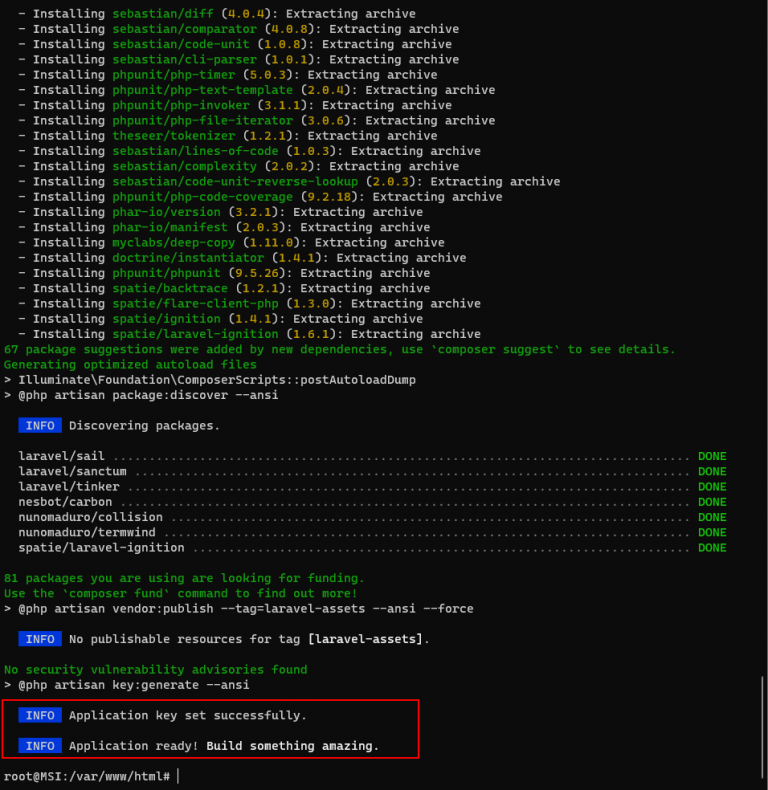 - Installing sebastian/diff (4.0.4): Extracting archive
- Installing sebastian/comparator (4.0.8): Extracting archive
- Installing sebastian/code-unit (1.0.8): Extracting archive
- Installing sebastian/cli-parser (1.0.1): Extracting archive
- Installing phpunit/php-timer (5.0.3): Extracting archive
- Installing phpunit/php-text-template (2.0.4): Extracting archive
- Installing phpunit/php-invoker (3.1.1): Extracting archive
- Installing phpunit/php-file-iterator (3.0.6): Extracting archive
- Installing theseer/tokenizer (1.2.1): Extracting archive
- Installing sebastian/lines-of-code (1.0.3): Extracting archive
- Installing sebastian/complexity (2.0.2): Extracting archive
- Installing sebastian/code-unit-reverse-lookup (2.0.3): Extracting archive
- Installing phpunit/php-code-coverage (9.2.18): Extracting archive
- Installing phar-io/version (3.2.1): Extracting archive
- Installing phar-io/manifest (2.0.3): Extracting archive
- Installing myclabs/deep-copy (1.11.0): Extracting archive
- Installing doctrine/instantiator (1.4.1): Extracting archive
- Installing phpunit/phpunit (9.5.26): Extracting archive
- Installing spatie/backtrace (1.2.1): Extracting archive
- Installing spatie/flare-client-php (1.3.0): Extracting archive
- Installing spatie/ignition (1.4.1): Extracting archive
- Installing spatie/laravel-ignition (1.6.1): Extracting archive
67 package suggestions were added by new dependencies, use `composer suggest` to see details.
Generating optimized autoload files
> Illuminate\Foundation\ComposerScripts::postAutoloadDump
> @php artisan package:discover --ansi
INFO Discovering packages.
laravel/sail ................................................................................ DONE
laravel/sanctum ............................................................................. DONE
laravel/tinker .............................................................................. DONE
nesbot/carbon ............................................................................... DONE
nunomaduro/collision ........................................................................ DONE
nunomaduro/termwind ......................................................................... DONE
spatie/laravel-ignition ..................................................................... DONE
81 packages you are using are looking for funding.
Use the `composer fund` command to find out more!
> @php artisan vendor:publish --tag=laravel-assets --ansi --force
INFO No publishable resources for tag [laravel-assets].
No security vulnerability advisories found
> @php artisan key:generate --ansi
INFO Application key set successfully.
INFO Application ready! Build something amazing.
root@MSI:/var/www/html#